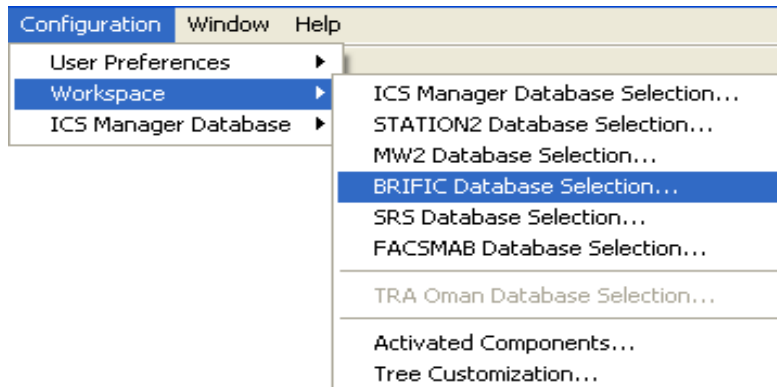 Configuration Window Help
User Preferences
Workspace
ICS Manager Database
ICS Manager Database Selection...
STATION2 Database Selection...
MW2 Database Selection...
BRIFIC Database Selection...
SRS Database Selection...
FACSMAB Database Selection...
TRA Oman Database Selection...
Activated Components...
Tree Customization...